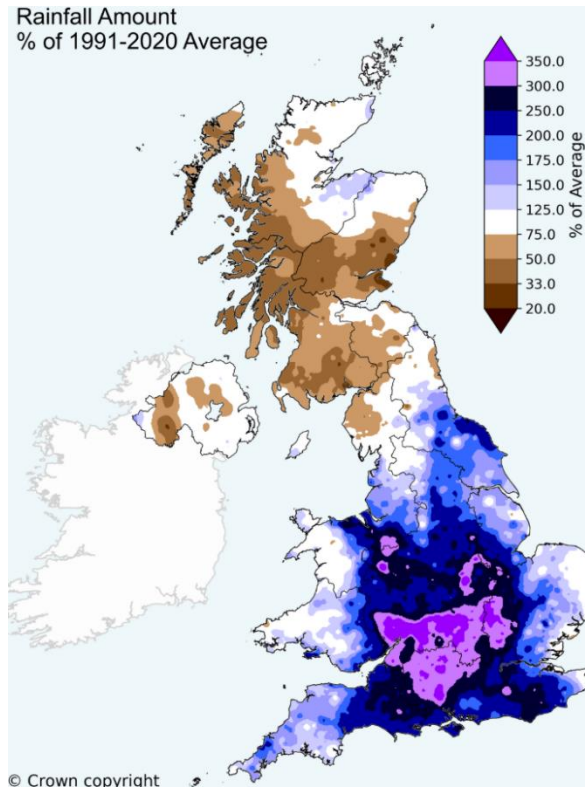 Rainfall Amount
% of 1991-2020 Average
350.0
300.0
250.0
200.0
175.0
150.0
125.0
75.0
50.0
33.0
20.0
% of Average
© Crown copyright